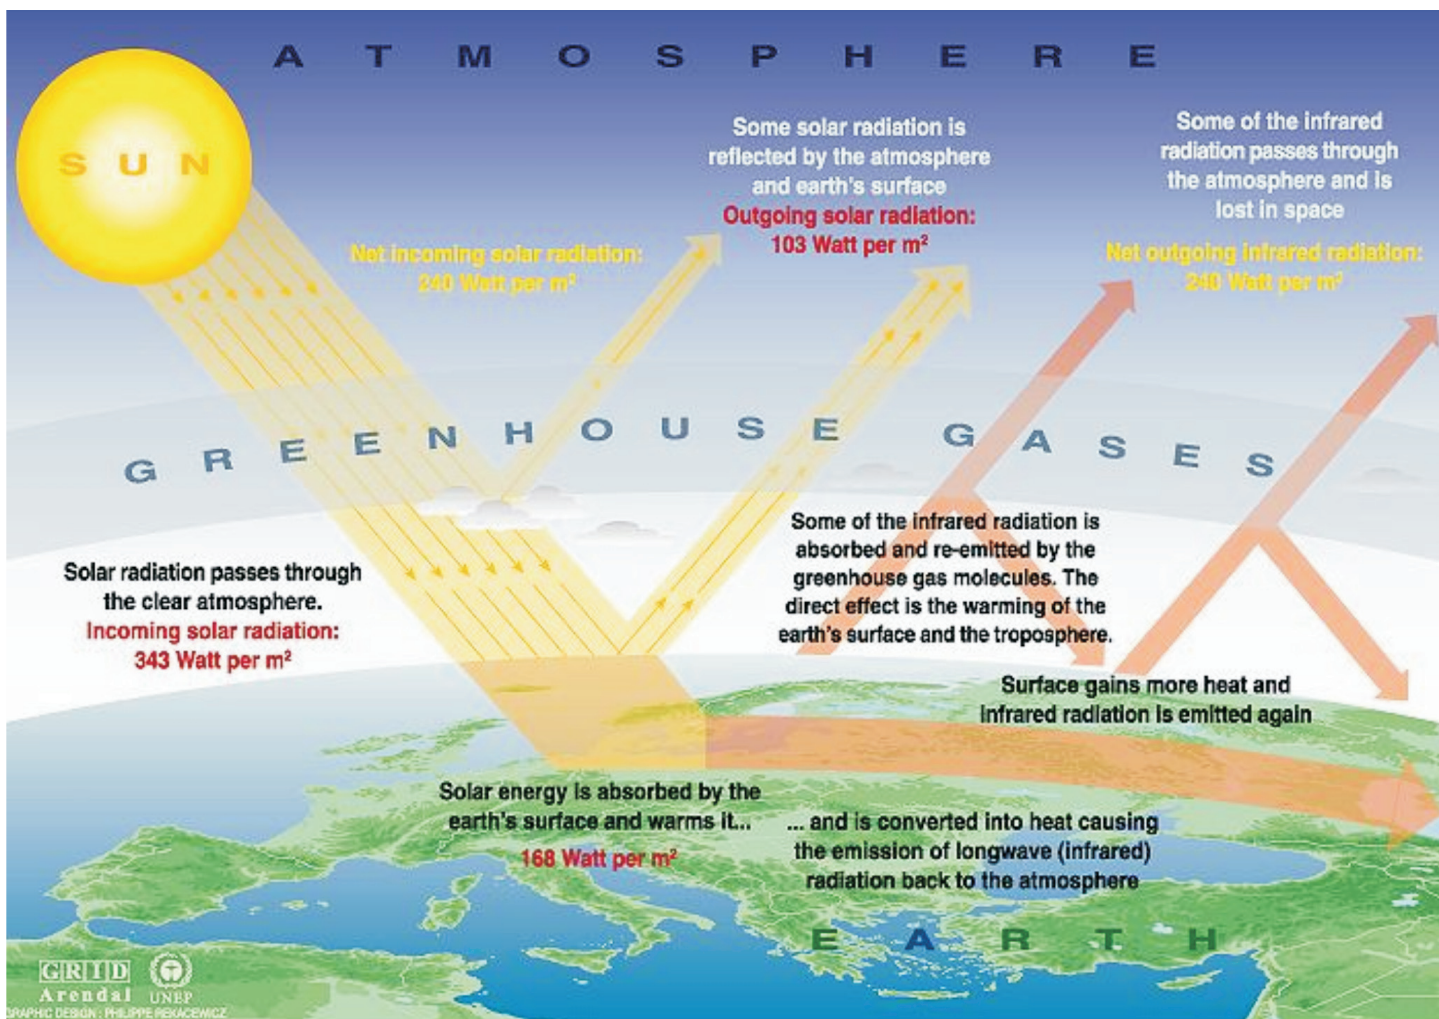 A T M O S P H E R E
S U N
Some solar radiation is
reflected by the atmosphere
and earth's surface
Outgoing solar radiation:
103 Watt per m²
Some of the infrared
radiation passes through
the atmosphere and is
lost in space
Net outgoing infrared radiation:
240 Watt per m²
Net incoming solar radiation:
240 Watt per m²
G R E E N H O U S E G A S E S
Solar radiation passes through
the clear atmosphere.
Incoming solar radiation:
343 Watt per m²
Some of the infrared radiation is
absorbed and re-emitted by the
greenhouse gas molecules. The
direct effect is the warming of the
earth's surface and the troposphere.
Surface gains more heat and
infrared radiation is emitted again
Solar energy is absorbed by the
earth's surface and warms it...
168 Watt per m²
... and is converted into heat causing
the emission of longwave (infrared)
radiation back to the atmosphere
E A R T H
GRID
Arendal UNEP
GRAPHIC DESIGN : PHILIPPE REKACEWICZ